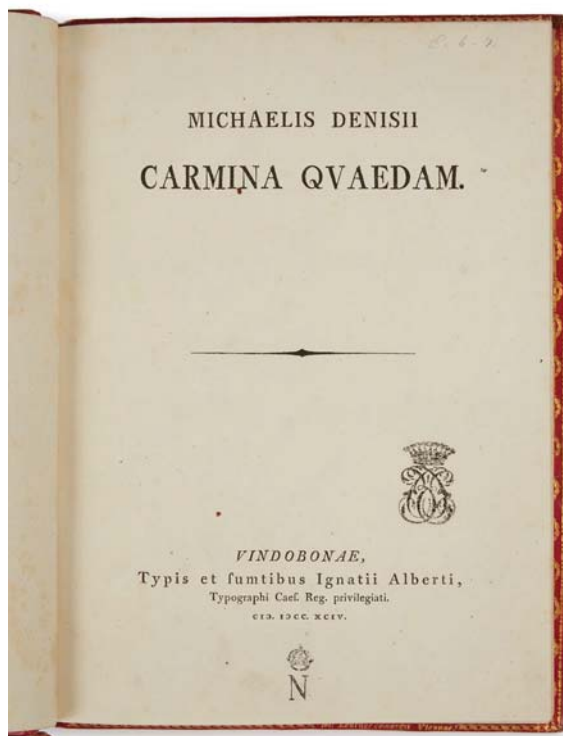 MICHAELIS DENISII
CARMINA QVAEDAM.
VINDOBONAE,
Typis et ſumtibus Ignatii Alberti,
Typographi Caeſ. Reg. privilegiati.
CIↃ. IↃCC. XCIV.
N